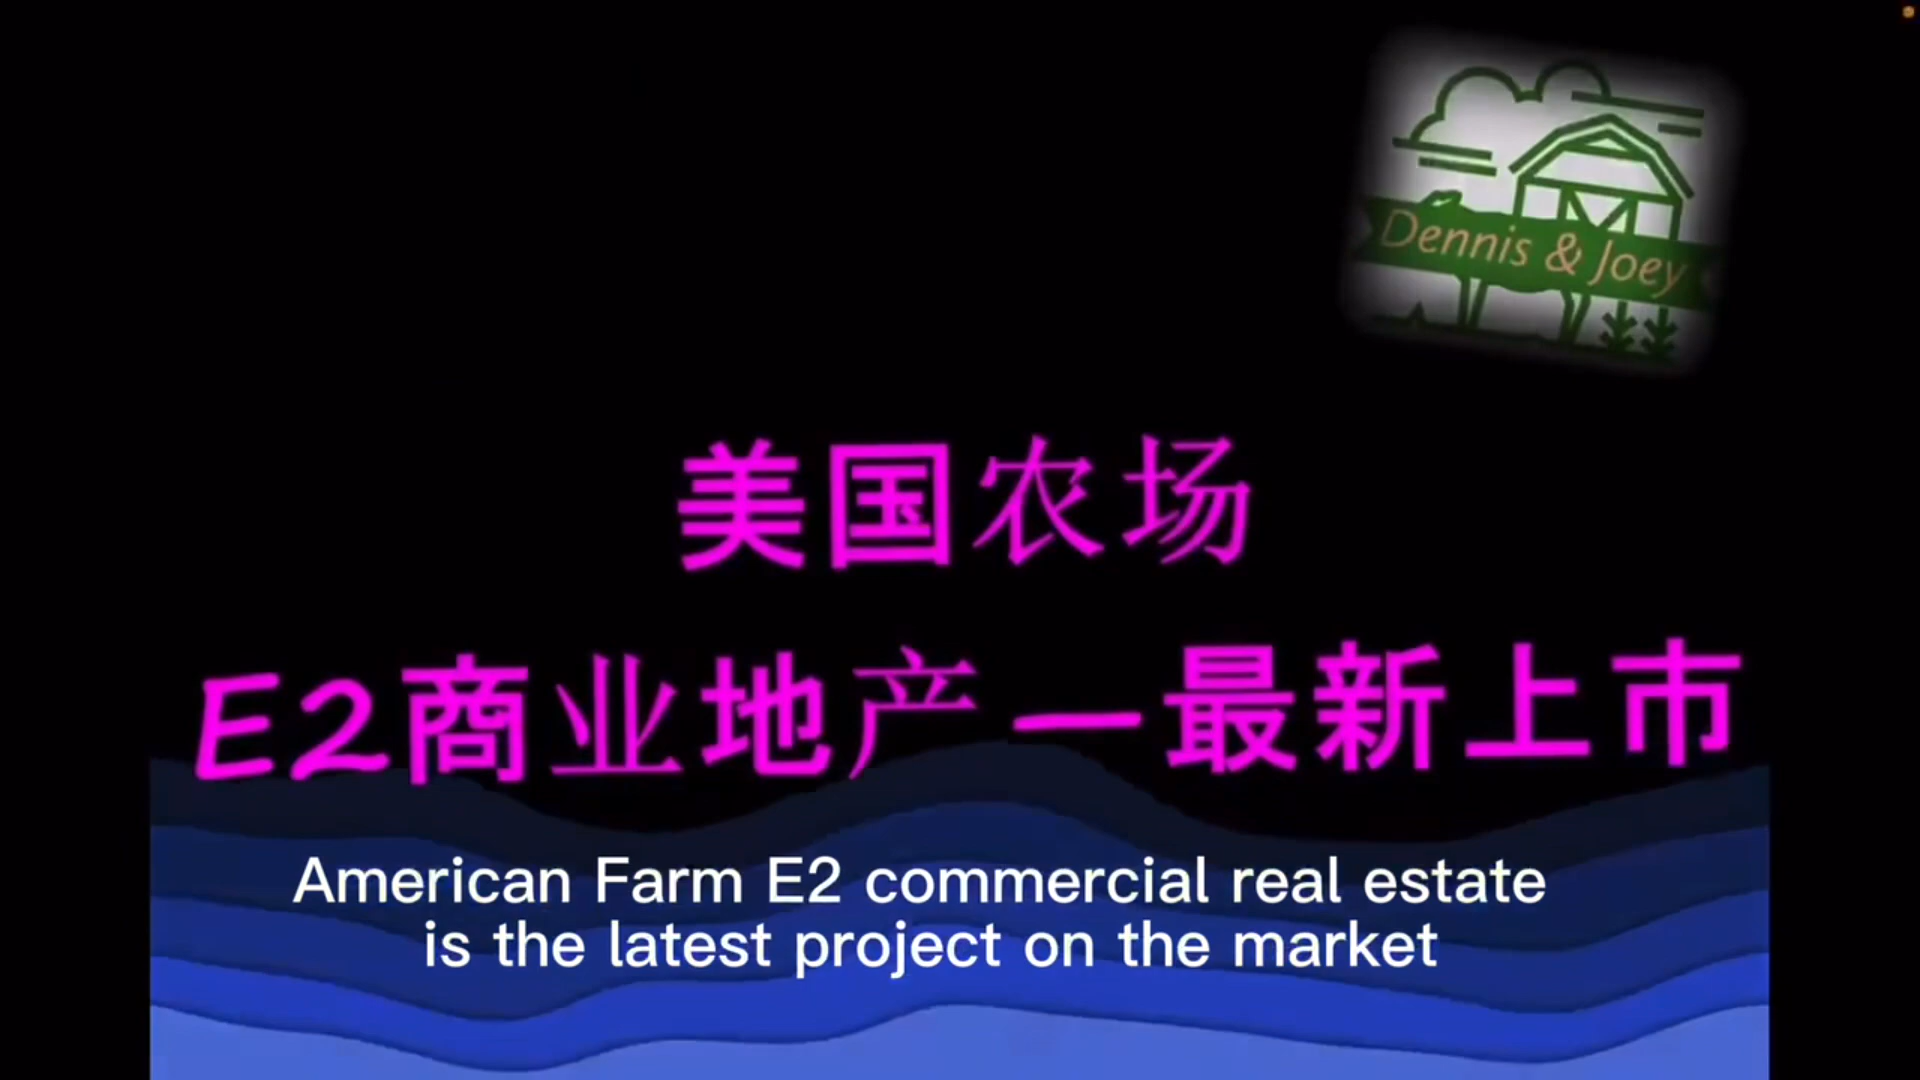 Dennis & Joey
美国农场
E2商业地产—最新上市
American Farm E2 commercial real estate
is the latest project on the market